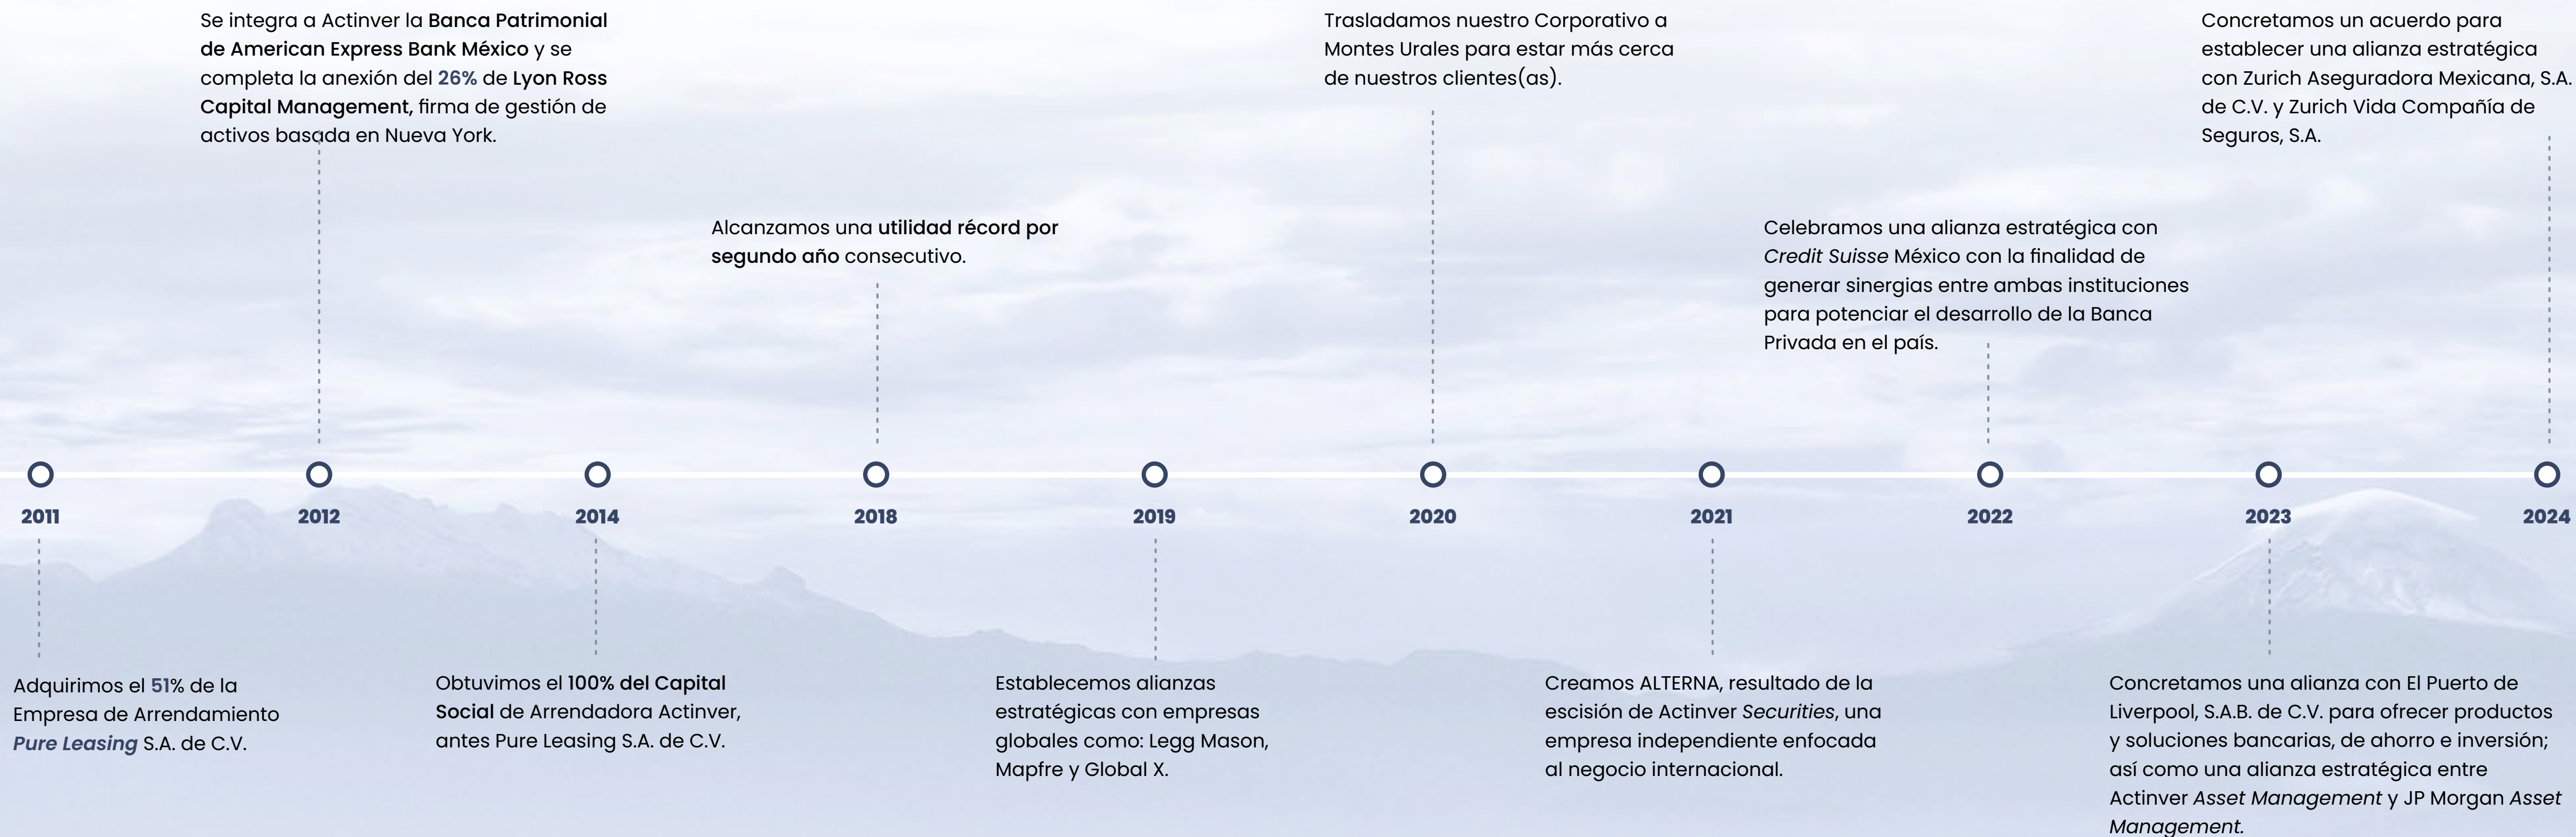 Se integra a Actinver la Banca Patrimonial
de American Express Bank México y se
completa la anexión del 26% de Lyon Ross
Capital Management, firma de gestión de
activos basada en Nueva York.
Trasladamos nuestro Corporativo a
Montes Urales para estar más cerca
de nuestros clientes(as).
Concretamos un acuerdo para
establecer una alianza estratégica
con Zurich Aseguradora Mexicana, S.A.
de C.V. y Zurich Vida Compañía de
Seguros, S.A.
Alcanzamos una utilidad récord por
segundo año consecutivo.
Celebramos una alianza estratégica con
Credit Suisse México con la finalidad de
generar sinergias entre ambas instituciones
para potenciar el desarrollo de la Banca
Privada en el país.
2011
2012
2014
2018
2019
2020
2021
2022
2023
2024
Adquirimos el 51% de la
Empresa de Arrendamiento
Pure Leasing S.A. de C.V.
Obtuvimos el 100% del Capital
Social de Arrendadora Actinver,
antes Pure Leasing S.A. de C.V.
Establecemos alianzas
estratégicas con empresas
globales como: Legg Mason,
Mapfre y Global X.
Creamos ALTERNA, resultado de la
escisión de Actinver Securities, una
empresa independiente enfocada
al negocio internacional.
Concretamos una alianza con El Puerto de
Liverpool, S.A.B. de C.V. para ofrecer productos
y soluciones bancarias, de ahorro e inversión;
así como una alianza estratégica entre
Actinver Asset Management y JP Morgan Asset
Management.